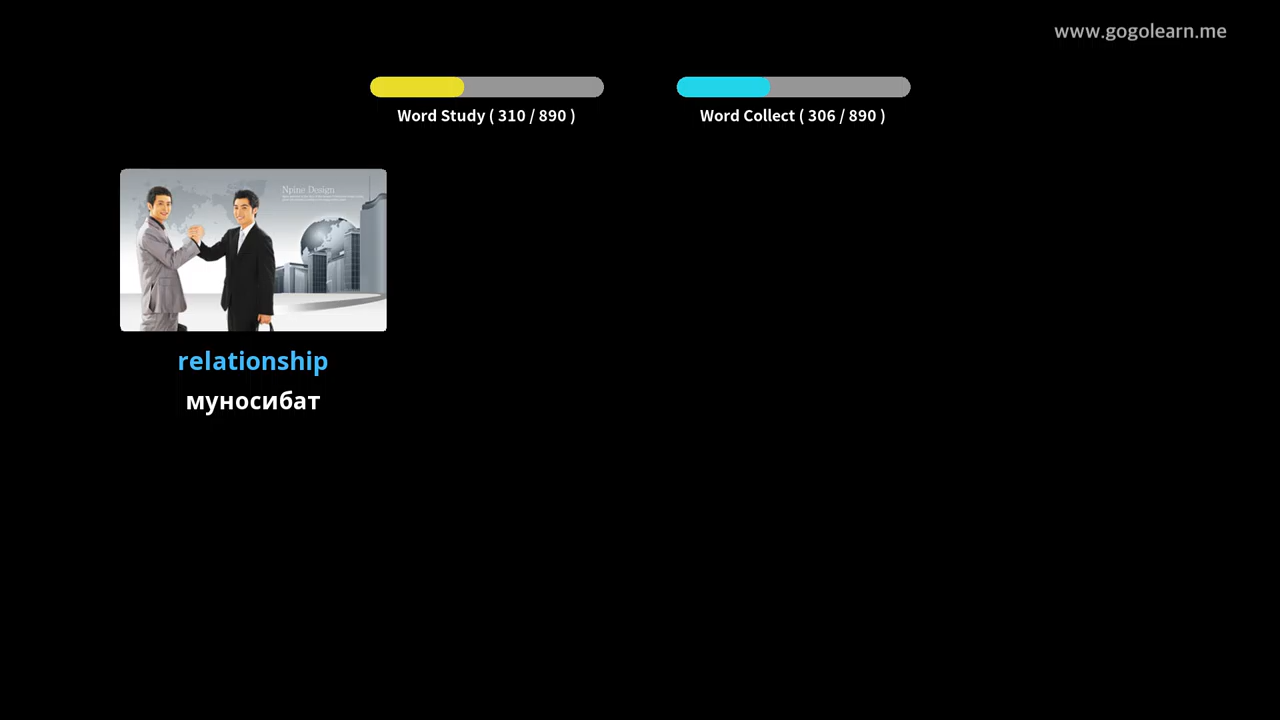 www.gogolearn.me
Word Study ( 310 / 890 )
Word Collect ( 306 / 890 )
Npine Design
relationship
муносибат